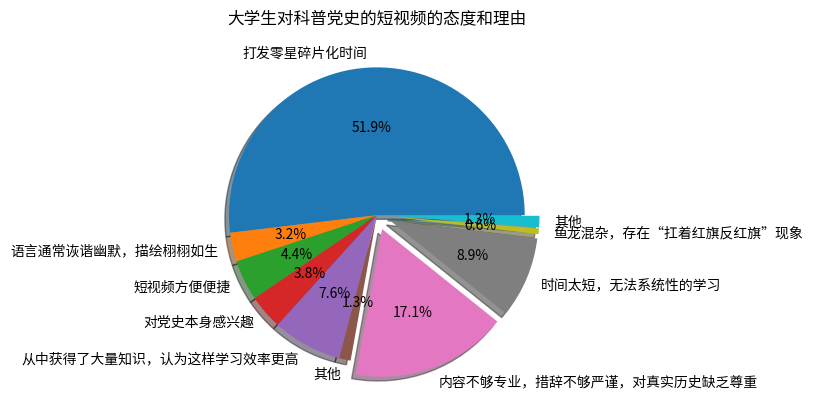 大学生对科普党史的短视频的态度和理由
打发零星碎片化时间
51.9%
语言通常诙谐幽默，描绘栩栩如生
3.2%
短视频方便便捷
4.4%
对党史本身感兴趣
3.8%
从中获得了大量知识，认为这样学习效率更高
7.6%
其他
1.3%
内容不够专业，措辞不够严谨，对真实历史缺乏尊重
17.1%
时间太短，无法系统性的学习
8.9%
鱼龙混杂，存在“扛着红旗反红旗”现象
0.6%
其他
1.3%